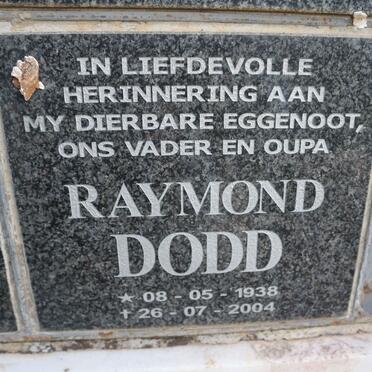 IN LIEFDEVOLLE
HERINNERING AAN
MY DIERBARE EGGENOOT,
ONS VADER EN OUPA
RAYMOND
DODD
★ 08 - 05 - 1938
✝ 26 - 07 - 2004